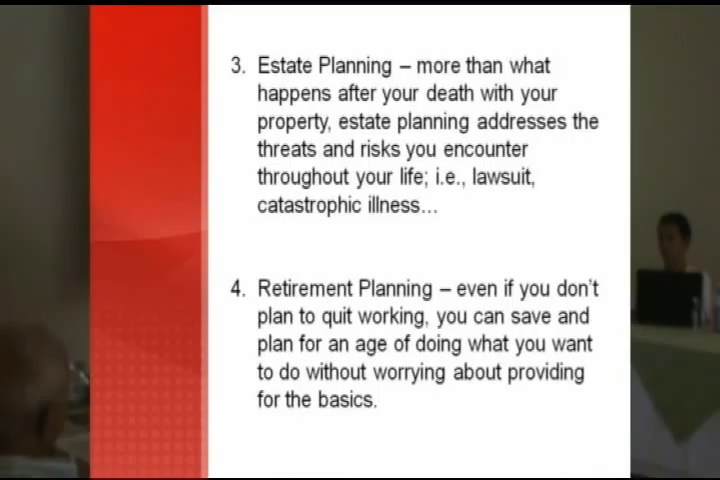 3. Estate Planning – more than what
happens after your death with your
property, estate planning addresses the
threats and risks you encounter
throughout your life; i.e., lawsuit,
catastrophic illness…
4. Retirement Planning – even if you don't
plan to quit working, you can save and
plan for an age of doing what you want
to do without worrying about providing
for the basics.